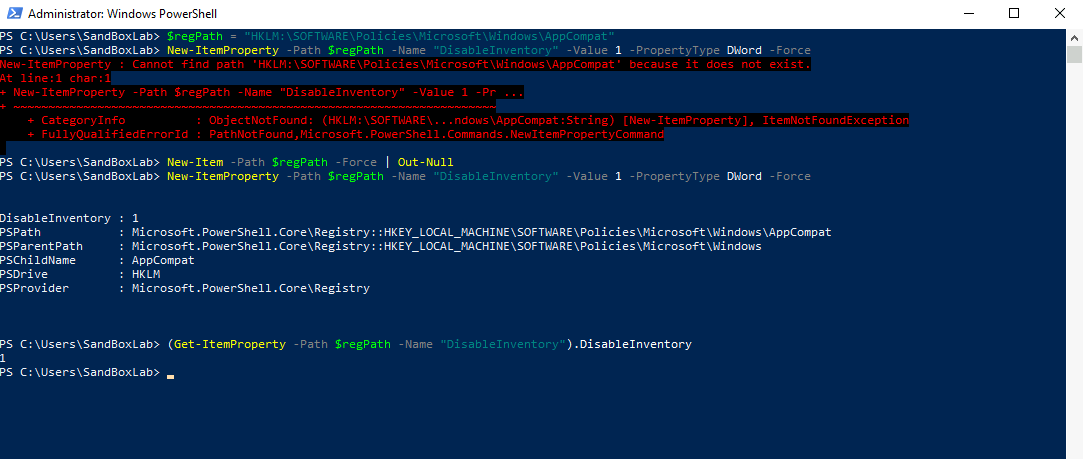 Administrator: Windows PowerShell
PS C:\Users\SandBoxLab> $regPath = "HKLM:\SOFTWARE\Policies\Microsoft\Windows\AppCompat"
PS C:\Users\SandBoxLab> New-ItemProperty -Path $regPath -Name "DisableInventory" -Value 1 -PropertyType DWord -Force
New-ItemProperty : Cannot find path 'HKLM:\SOFTWARE\Policies\Microsoft\Windows\AppCompat' because it does not exist.
At line:1 char:1
+ New-ItemProperty -Path $regPath -Name "DisableInventory" -Value 1 -Pr ...
+ ~~~~~~~~~~~~~~~~~~~~~~~~~~~~~~~~~~~~~~~~~~~~~~~~~~~~~~~~~~~~~~~~~~~~~
    + CategoryInfo          : ObjectNotFound: (HKLM:\SOFTWARE\...ndows\AppCompat:String) [New-ItemProperty], ItemNotFoundException
    + FullyQualifiedErrorId : PathNotFound,Microsoft.PowerShell.Commands.NewItemPropertyCommand
PS C:\Users\SandBoxLab> New-Item -Path $regPath -Force | Out-Null
PS C:\Users\SandBoxLab> New-ItemProperty -Path $regPath -Name "DisableInventory" -Value 1 -PropertyType DWord -Force
DisableInventory : 1
PSPath           : Microsoft.PowerShell.Core\Registry::HKEY_LOCAL_MACHINE\SOFTWARE\Policies\Microsoft\Windows\AppCompat
PSParentPath     : Microsoft.PowerShell.Core\Registry::HKEY_LOCAL_MACHINE\SOFTWARE\Policies\Microsoft\Windows
PSChildName      : AppCompat
PSDrive          : HKLM
PSProvider       : Microsoft.PowerShell.Core\Registry
PS C:\Users\SandBoxLab> (Get-ItemProperty -Path $regPath -Name "DisableInventory").DisableInventory
1
PS C:\Users\SandBoxLab>